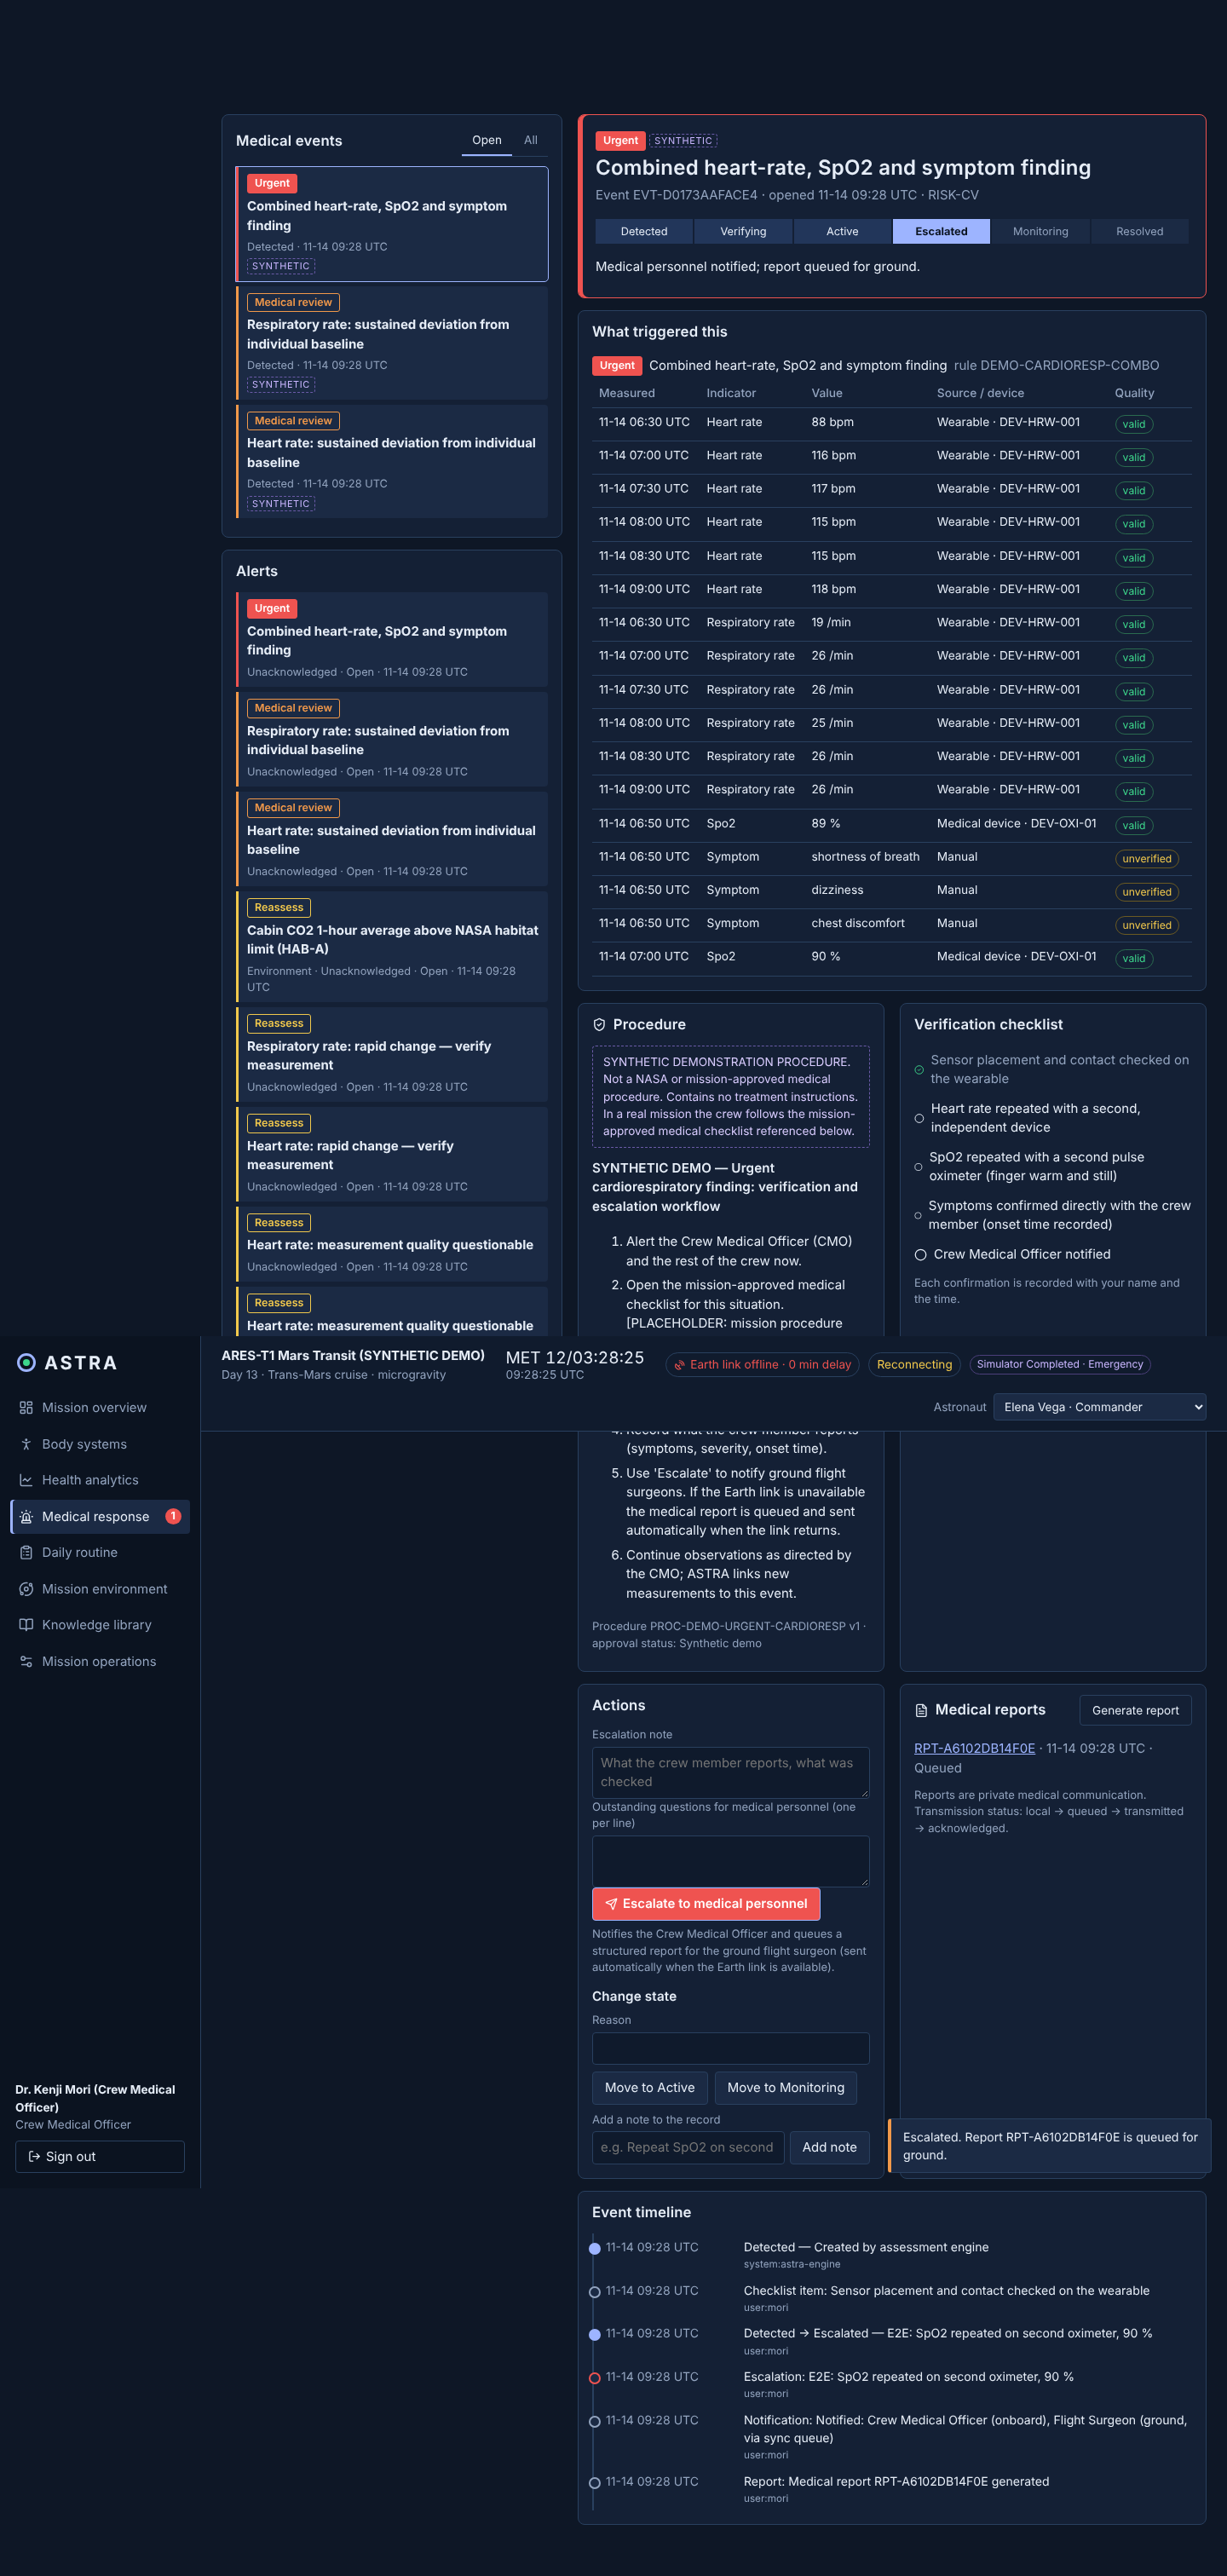 Medical events
Open
All
Urgent
Combined heart-rate, SpO2 and symptom
finding
Detected · 11-14 09:28 UTC
SYNTHETIC
Medical review
Respiratory rate: sustained deviation from
individual baseline
Detected · 11-14 09:28 UTC
SYNTHETIC
Medical review
Heart rate: sustained deviation from individual
baseline
Detected · 11-14 09:28 UTC
SYNTHETIC
Alerts
Urgent
Combined heart-rate, SpO2 and symptom
finding
Unacknowledged · Open · 11-14 09:28 UTC
Medical review
Respiratory rate: sustained deviation from
individual baseline
Unacknowledged · Open · 11-14 09:28 UTC
Medical review
Heart rate: sustained deviation from individual
baseline
Unacknowledged · Open · 11-14 09:28 UTC
Reassess
Cabin CO2 1-hour average above NASA habitat
limit (HAB-A)
Environment · Unacknowledged · Open · 11-14 09:28
UTC
Reassess
Respiratory rate: rapid change — verify
measurement
Unacknowledged · Open · 11-14 09:28 UTC
Reassess
Heart rate: rapid change — verify
measurement
Unacknowledged · Open · 11-14 09:28 UTC
Reassess
Heart rate: measurement quality questionable
Unacknowledged · Open · 11-14 09:28 UTC
Reassess
Heart rate: measurement quality questionable
Urgent SYNTHETIC
Combined heart-rate, SpO2 and symptom finding
Event EVT-D0173AAFACE4 · opened 11-14 09:28 UTC · RISK-CV
Detected Verifying Active Escalated Monitoring Resolved
Medical personnel notified; report queued for ground.
What triggered this
Urgent Combined heart-rate, SpO2 and symptom finding rule DEMO-CARDIORESP-COMBO
Measured Indicator Value Source / device Quality
11-14 06:30 UTC Heart rate 88 bpm Wearable · DEV-HRW-001 valid
11-14 07:00 UTC Heart rate 116 bpm Wearable · DEV-HRW-001 valid
11-14 07:30 UTC Heart rate 117 bpm Wearable · DEV-HRW-001 valid
11-14 08:00 UTC Heart rate 115 bpm Wearable · DEV-HRW-001 valid
11-14 08:30 UTC Heart rate 115 bpm Wearable · DEV-HRW-001 valid
11-14 09:00 UTC Heart rate 118 bpm Wearable · DEV-HRW-001 valid
11-14 06:30 UTC Respiratory rate 19 /min Wearable · DEV-HRW-001 valid
11-14 07:00 UTC Respiratory rate 26 /min Wearable · DEV-HRW-001 valid
11-14 07:30 UTC Respiratory rate 26 /min Wearable · DEV-HRW-001 valid
11-14 08:00 UTC Respiratory rate 25 /min Wearable · DEV-HRW-001 valid
11-14 08:30 UTC Respiratory rate 26 /min Wearable · DEV-HRW-001 valid
11-14 09:00 UTC Respiratory rate 26 /min Wearable · DEV-HRW-001 valid
11-14 06:50 UTC Spo2 89 % Medical device · DEV-OXI-01 valid
11-14 06:50 UTC Symptom shortness of breath Manual unverified
11-14 06:50 UTC Symptom dizziness Manual unverified
11-14 06:50 UTC Symptom chest discomfort Manual unverified
11-14 07:00 UTC Spo2 90 % Medical device · DEV-OXI-01 valid
Procedure
SYNTHETIC DEMONSTRATION PROCEDURE.
Not a NASA or mission-approved medical
procedure. Contains no treatment instructions.
In a real mission the crew follows the mission-
approved medical checklist referenced below.
SYNTHETIC DEMO — Urgent
cardiorespiratory finding: verification and
escalation workflow
1. Alert the Crew Medical Officer (CMO)
and the rest of the crew now.
2. Open the mission-approved medical
checklist for this situation.
[PLACEHOLDER: mission procedure
Verification checklist
Sensor placement and contact checked on
the wearable
Heart rate repeated with a second,
independent device
SpO2 repeated with a second pulse
oximeter (finger warm and still)
Symptoms confirmed directly with the crew
member (onset time recorded)
Crew Medical Officer notified
Each confirmation is recorded with your name and
the time.
ASTRA
Mission overview
Body systems
Health analytics
Medical response 1
Daily routine
Mission environment
Knowledge library
Mission operations
Dr. Kenji Mori (Crew Medical
Officer)
Crew Medical Officer
Sign out
ARES-T1 Mars Transit (SYNTHETIC DEMO)
Day 13 · Trans-Mars cruise · microgravity
MET 12/03:28:25
09:28:25 UTC
Earth link offline · 0 min delay
Reconnecting
Simulator Completed · Emergency
Astronaut Elena Vega · Commander
4. Record what the crew member reports
(symptoms, severity, onset time).
5. Use 'Escalate' to notify ground flight
surgeons. If the Earth link is unavailable
the medical report is queued and sent
automatically when the link returns.
6. Continue observations as directed by
the CMO; ASTRA links new
measurements to this event.
Procedure PROC-DEMO-URGENT-CARDIORESP v1 ·
approval status: Synthetic demo
Actions
Escalation note
What the crew member reports, what was
checked
Outstanding questions for medical personnel (one
per line)
Escalate to medical personnel
Notifies the Crew Medical Officer and queues a
structured report for the ground flight surgeon (sent
automatically when the Earth link is available).
Change state
Reason
Move to Active
Move to Monitoring
Add a note to the record
e.g. Repeat SpO2 on second
Add note
Medical reports
Generate report
RPT-A6102DB14F0E · 11-14 09:28 UTC ·
Queued
Reports are private medical communication.
Transmission status: local → queued → transmitted
→ acknowledged.
Escalated. Report RPT-A6102DB14F0E is queued for
ground.
Event timeline
11-14 09:28 UTC Detected — Created by assessment engine
system:astra-engine
11-14 09:28 UTC Checklist item: Sensor placement and contact checked on the wearable
user:mori
11-14 09:28 UTC Detected → Escalated — E2E: SpO2 repeated on second oximeter, 90 %
user:mori
11-14 09:28 UTC Escalation: E2E: SpO2 repeated on second oximeter, 90 %
user:mori
11-14 09:28 UTC Notification: Notified: Crew Medical Officer (onboard), Flight Surgeon (ground,
via sync queue)
user:mori
11-14 09:28 UTC Report: Medical report RPT-A6102DB14F0E generated
user:mori